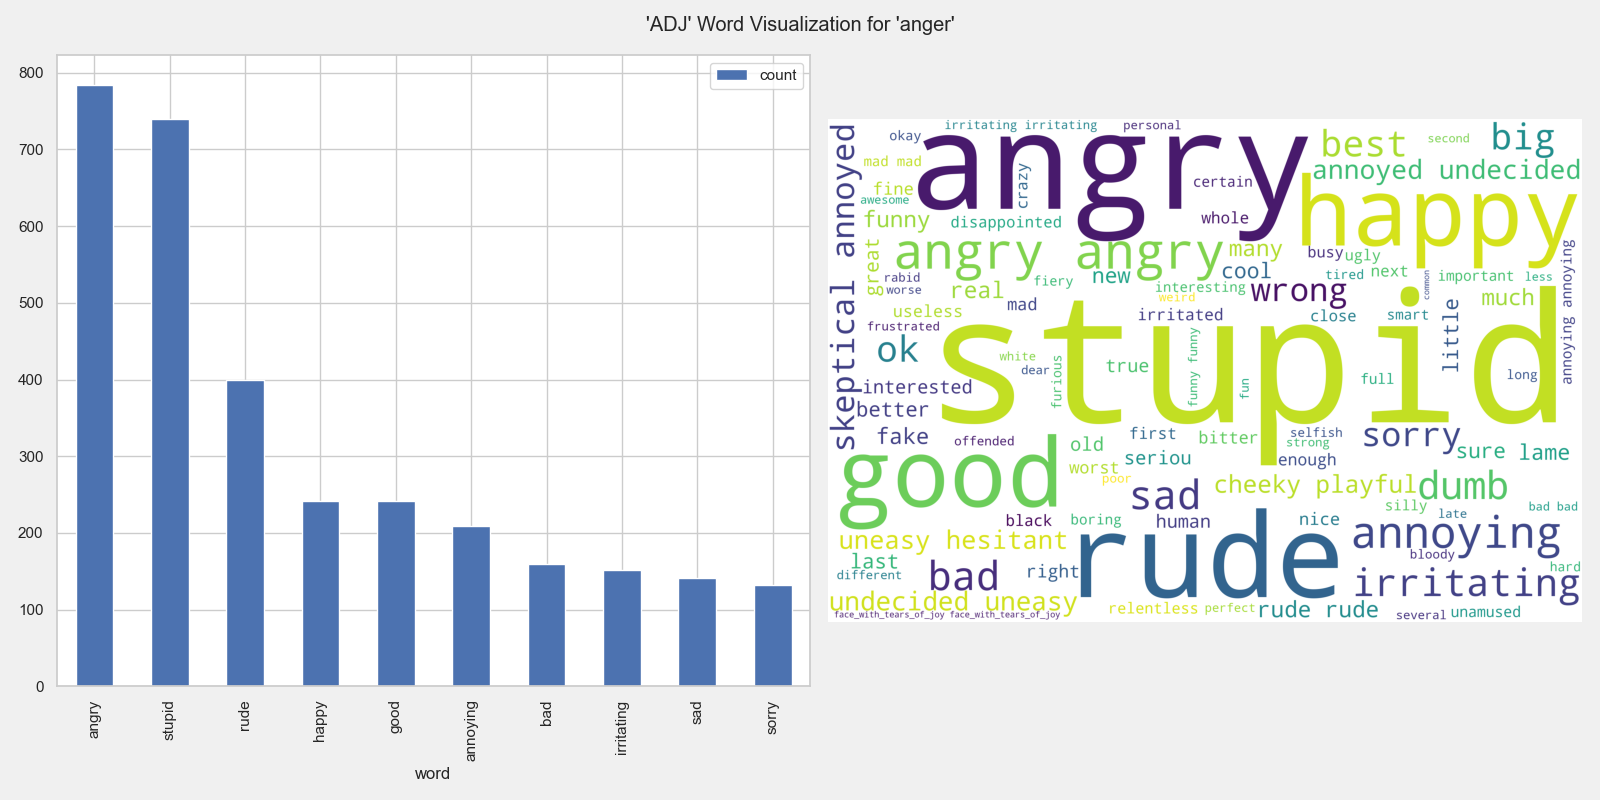 'ADJ' Word Visualization for 'anger'
count
800
700
600
500
400
300
200
100
0
angry
stupid
rude
happy
good
annoying
bad
irritating
sad
sorry
word
skeptical annoyed
okay
irritating irritating
personal
angry
best
second
big
mad mad
fine
awesome
crazy
certain
annoyed undecided
happy
funny
disappointed
whole
great
angry angry
many
busy
ugly
annoying annoying
rabid
worse
fiery
new
cool
tired
next
common
important
less
real
interesting
weird
wrong
much
useless
mad
irritated
close
smart
little
frustrated
stupid
ok
white
dear
furious
true
funny funny
fun
full
long
interested
better
fake
offended
old
first
bitter
selfish
strong
sorry
good
worst
poor
seriou
enough
sure
lame
sad
cheeky playful
dumb
silly
late
bad bad
black
boring
human
rude
nice
annoying
bloody
uneasy hesitant
last
different
bad
right
irritating
hard
undecided uneasy
relentless
perfect
rude rude
several
unamused
face_with_tears_of_joy face_with_tears_of_joy